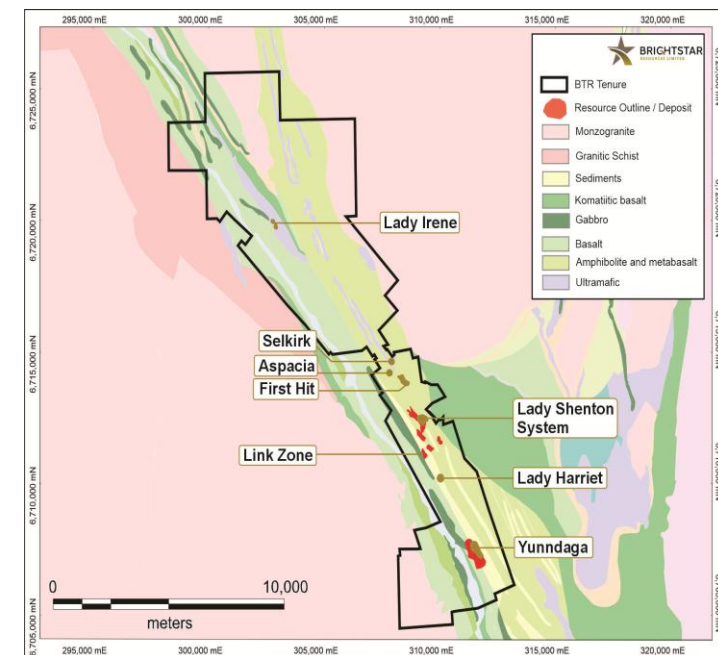 295,000 mE
300,000 mE
305,000 mE
310,000 mE
315,000 mE
320,000 mE
6,725,000 mN
6,720,000 mN
6,715,000 mN
6,710,000 mN
6,705,000 mN
BRIGHTSTAR
RESOURCES LIMITED
BTR Tenure
Resource Outline / Deposit
Monzogranite
Granitic Schist
Sediments
Komatiitic basalt
Gabbro
Basalt
Amphibolite and metabasalt
Ultramafic
Lady Irene
Selkirk
Aspacia
First Hit
Lady Shenton
System
Link Zone
Lady Harriet
Yunndaga
0
10,000
meters
295,000 mE
300,000 mE
305,000 mE
310,000 mE
315,000 mE
320,000 mE